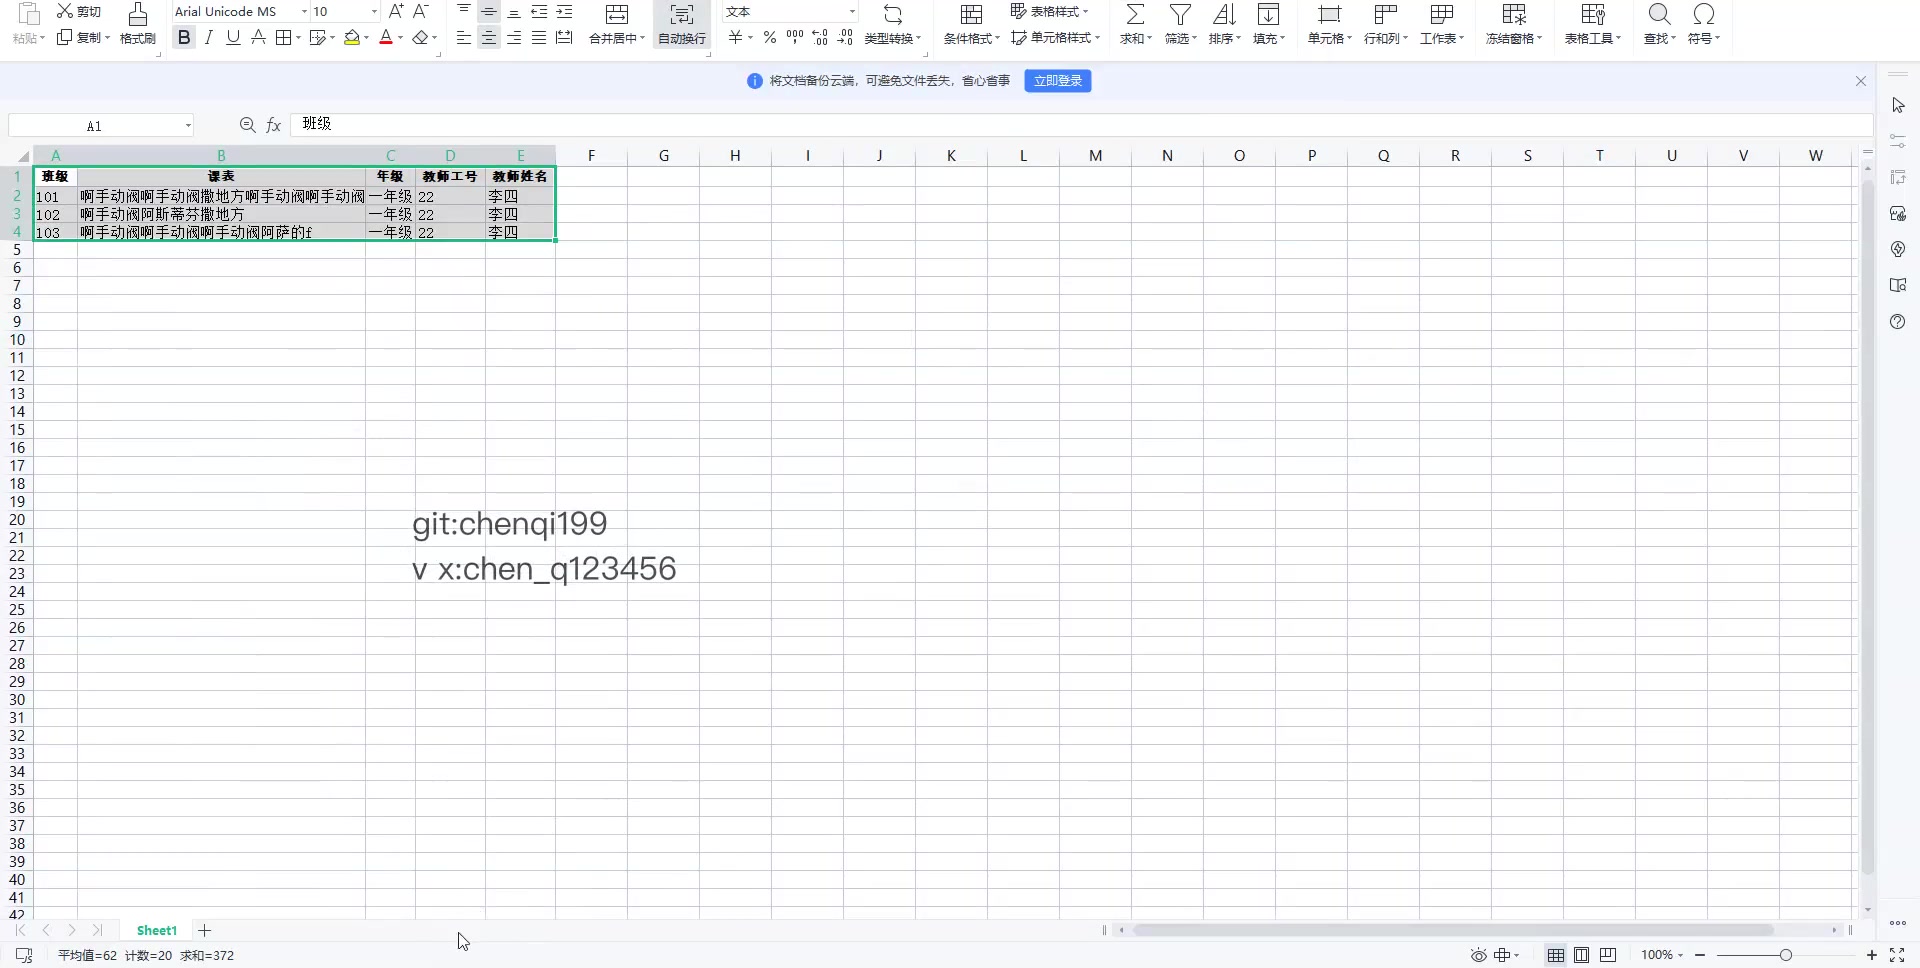 剪切 Arial Unicode MS 10 A⁺ A⁻ 文本 表格样式
粘贴 复制 格式刷 B I U A A 合并居中 自动换行 ¥ % 000 类型转换 条件格式 单元格样式 求和 筛选 排序 填充 单元格 行和列 工作表 冻结窗格 表格工具 查找 符号
将文档备份云端，可避免文件丢失，省心省事 立即登录
A1 fx 班级
A B C D E F G H I J K L M N O P Q R S T U V W
1 班级 课表 年级 教师工号 教师姓名
2 101 啊手动阀啊手动阀撒地方啊手动阀啊手动阀 一年级 22 李四
3 102 啊手动阀阿斯蒂芬撒地方 一年级 22 李四
4 103 啊手动阀啊手动阀啊手动阀阿萨的f 一年级 22 李四
5
6
7
8
9
10
11
12
13
14
15
16
17
18
19
20
git:chenqi199
21
22
23
v x:chen_q123456
24
25
26
27
28
29
30
31
32
33
34
35
36
37
38
39
40
41
42
Sheet1
平均值=62 计数=20 求和=372 100%